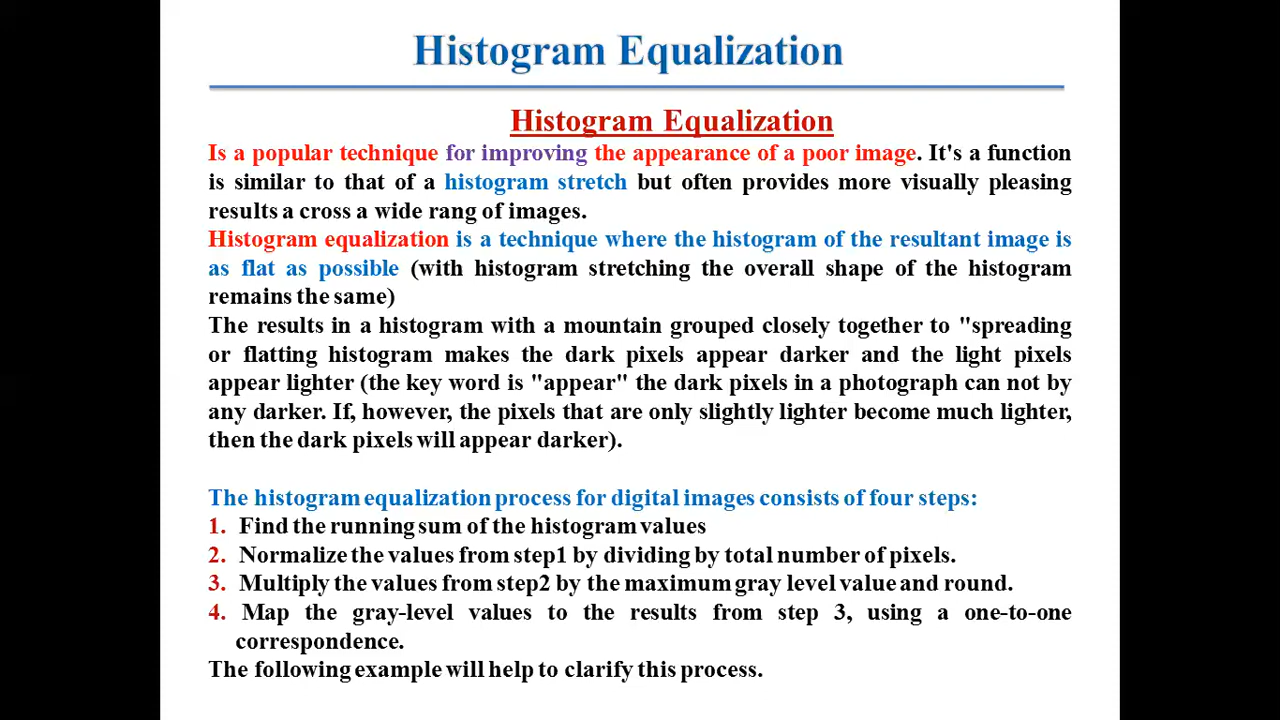 Histogram Equalization
Histogram Equalization
Is a popular technique for improving the appearance of a poor image. It's a function
is similar to that of a histogram stretch but often provides more visually pleasing
results a cross a wide rang of images.
Histogram equalization is a technique where the histogram of the resultant image is
as flat as possible (with histogram stretching the overall shape of the histogram
remains the same)
The results in a histogram with a mountain grouped closely together to "spreading
or flatting histogram makes the dark pixels appear darker and the light pixels
appear lighter (the key word is "appear" the dark pixels in a photograph can not by
any darker. If, however, the pixels that are only slightly lighter become much lighter,
then the dark pixels will appear darker).
The histogram equalization process for digital images consists of four steps:
1. Find the running sum of the histogram values
2. Normalize the values from step1 by dividing by total number of pixels.
3. Multiply the values from step2 by the maximum gray level value and round.
4. Map the gray-level values to the results from step 3, using a one-to-one
correspondence.
The following example will help to clarify this process.